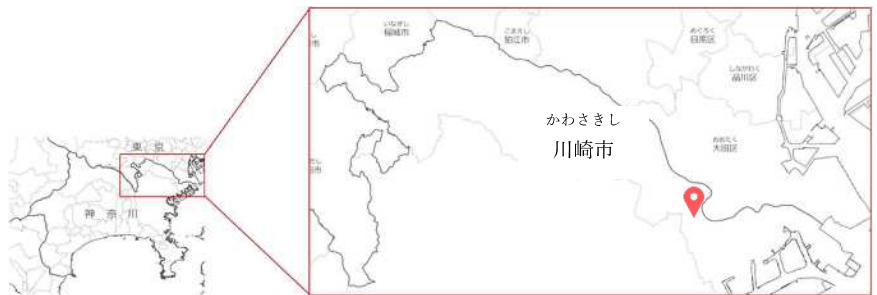 東 京
神 奈 川
いなぎし
稲城市
こまえし
狛江市
めぐろく
目黒区
しながわく
品川区
かわさきし
川崎市
おおたく
大田区